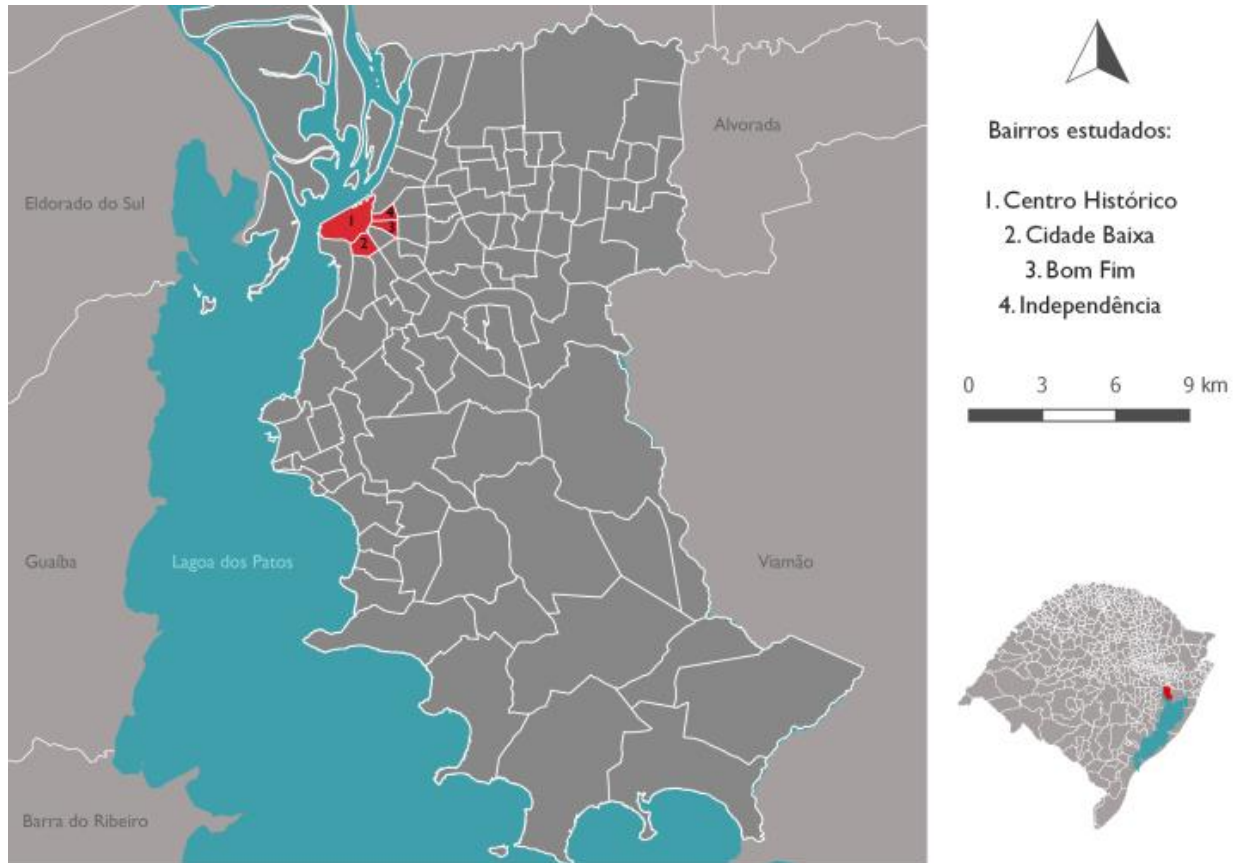 Alvorada
Eldorado do Sul
1
4
3
2
Guaíba
Lagoa dos Patos
Viamão
Barra do Ribeiro
Bairros estudados:
1. Centro Histórico
2. Cidade Baixa
3. Bom Fim
4. Independência
0 3 6 9 km